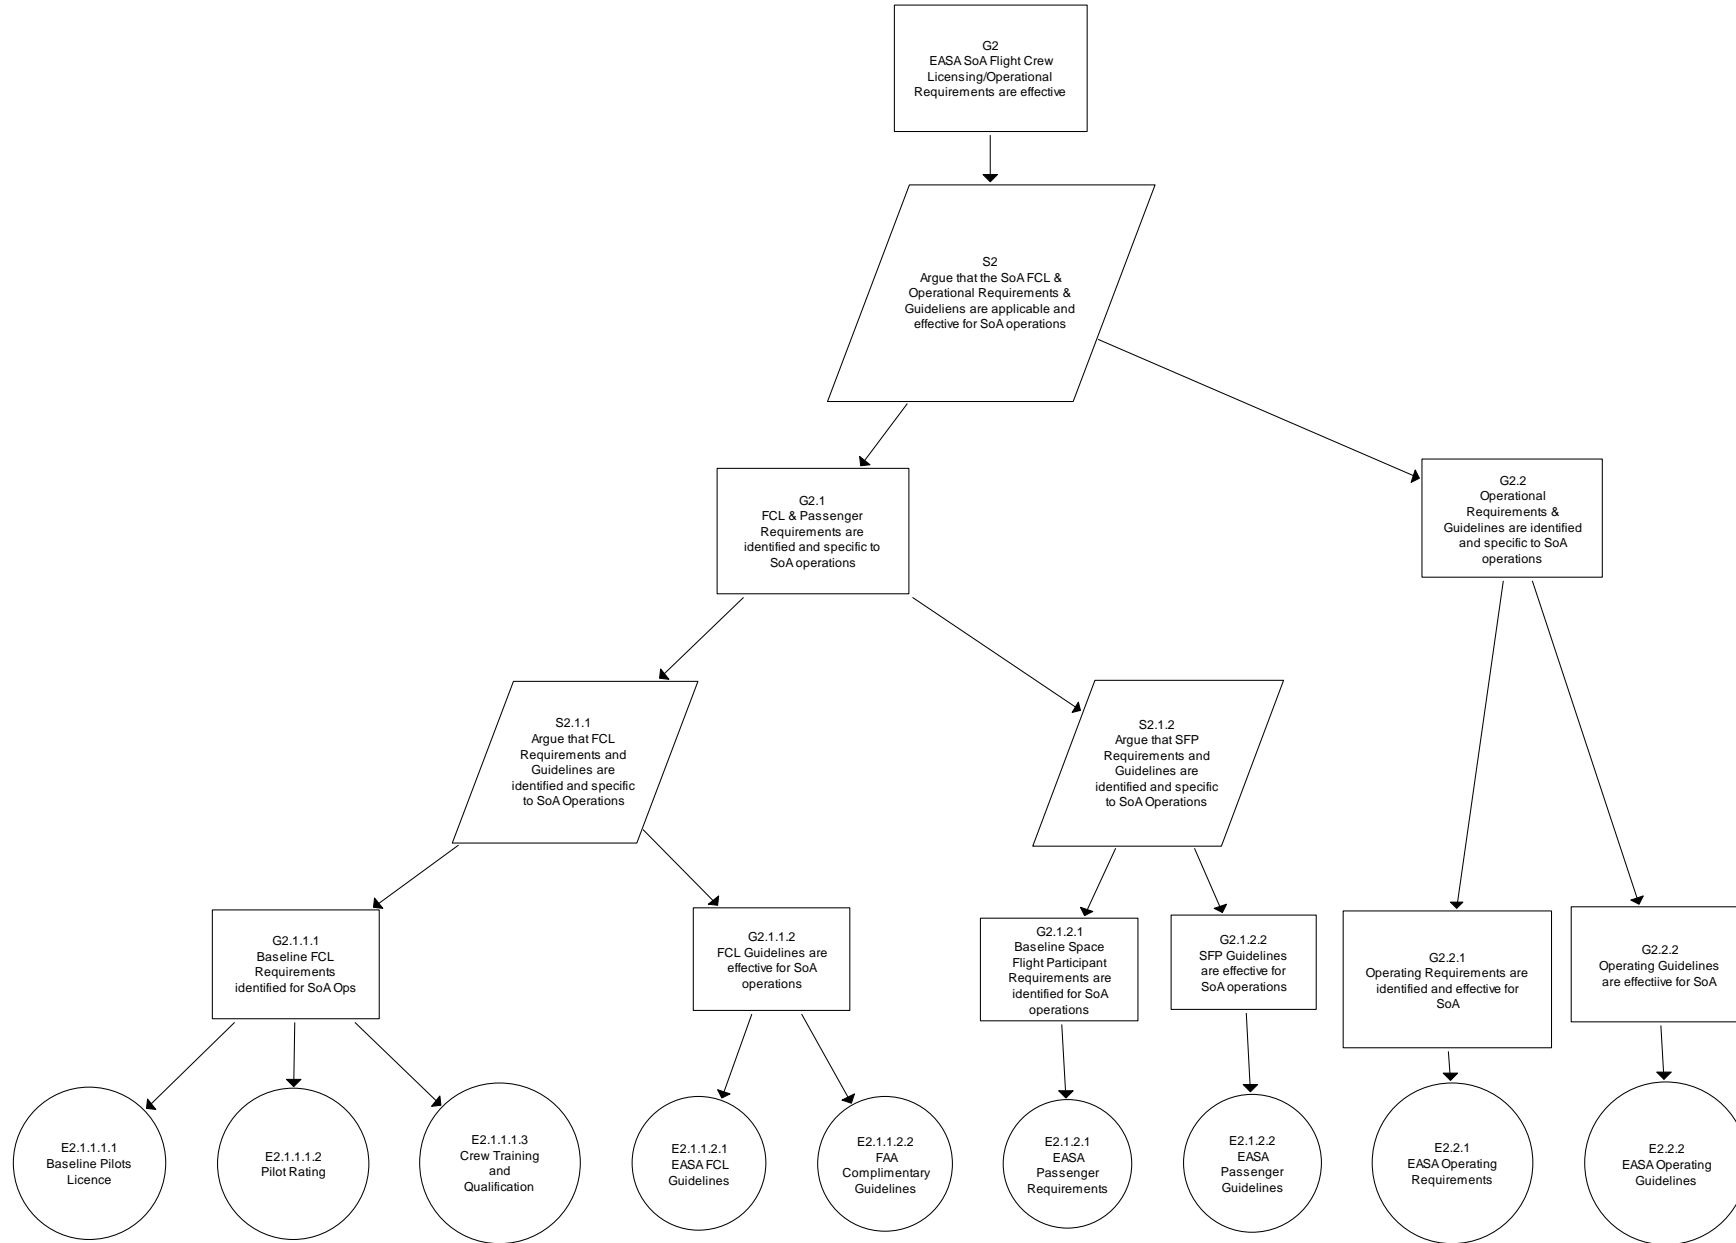 G2
EASA SoA Flight Crew
Licensing/Operational
Requirements are effective
S2
Argue that the SoA FCL &
Operational Requirements &
Guideliens are applicable and
effective for SoA operations
G2.1
FCL & Passenger
Requirements are
identified and specific to
SoA operations
G2.2
Operational
Requirements &
Guidelines are identified
and specific to SoA
operations
S2.1.1
Argue that FCL
Requirements and
Guidelines are
identified and specific
to SoA Operations
S2.1.2
Argue that SFP
Requirements and
Guidelines are
identified and specific
to SoA Operations
G2.1.1.1
Baseline FCL
Requirements
identified for SoA Ops
G2.1.1.2
FCL Guidelines are
effective for SoA
operations
G2.1.2.1
Baseline Space
Flight Participant
Requirements are
identified for SoA
operations
G2.1.2.2
SFP Guidelines
are effective for
SoA operations
G2.2.1
Operating Requirements are
identified and effective for
SoA
G2.2.2
Operating Guidelines
are effectiive for SoA
E2.1.1.1.1
Baseline Pilots
Licence
E2.1.1.1.2
Pilot Rating
E2.1.1.1.3
Crew Training
and
Qualification
E2.1.1.2.1
EASA FCL
Guidelines
E2.1.1.2.2
FAA
Complimentary
Guidelines
E2.1.2.1
EASA
Passenger
Requirements
E2.1.2.2
EASA
Passenger
Guidelines
E2.2.1
EASA Operating
Requirements
E2.2.2
EASA Operating
Guidelines